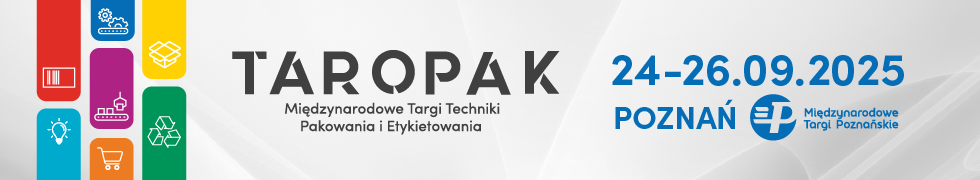 TAROPAK
Międzynarodowe Targi Techniki
Pakowania i Etykietowania
24-26.09.2025
POZNAŃ
Międzynarodowe
Targi Poznańskie